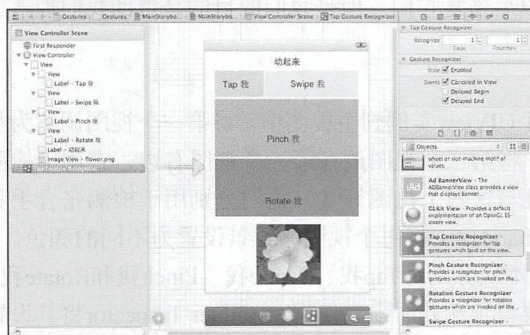 Gestures
Gestures
MainStorybo...
MainStorybo...
View Controller Scene
Tap Gesture Recognizer
View Controller Scene
First Responder
View Controller
View
View
Label - Tap 我
View
Label - Swipe 我
View
Label - Pinch 我
View
Label - Rotate 我
Label - 动起来
Image View - flower.png
Tap Gesture Recognizer
动起来
Tap 我
Swipe 我
Pinch 我
Rotate 我
Tap Gesture Recognizer
Recognize 1 1
Taps Touches
Gesture Recognizer
State Enabled
Events Canceled in View
Delayed Begin
Delayed End
Objects
wheel or slot-machine motif of
values.
Ad BannerView - The
ADBannerView class provides a view
that displays banner...
GLKit View - Provides a default
implementation of an OpenGL ES-
aware view.
Tap Gesture Recognizer -
Provides a recognizer for tap
gestures which land on the view.
Pinch Gesture Recognizer -
Provides a recognizer for pinch
gestures which are invoked on the...
Rotation Gesture Recognizer -
Provides a recognizer for rotation
gestures which are invoked on the...
Swipe Gesture Recognizer -